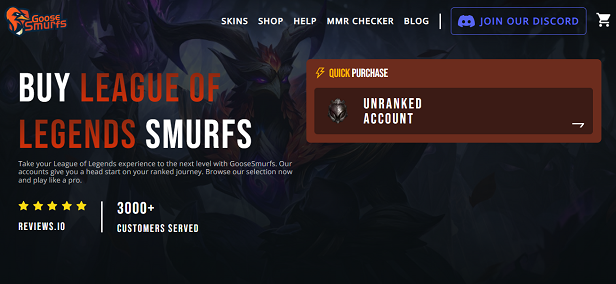 Goose
Smurfs
SKINS SHOP HELP MMR CHECKER BLOG JOIN OUR DISCORD
BUY LEAGUE OF
LEGENDS SMURFS
Take your League of Legends experience to the next level with GooseSmurfs. Our
accounts give you a head start on your ranked journey. Browse our selection now
and play like a pro.
REVIEWS.IO
3000+
CUSTOMERS SERVED
QUICK PURCHASE
UNRANKED
ACCOUNT